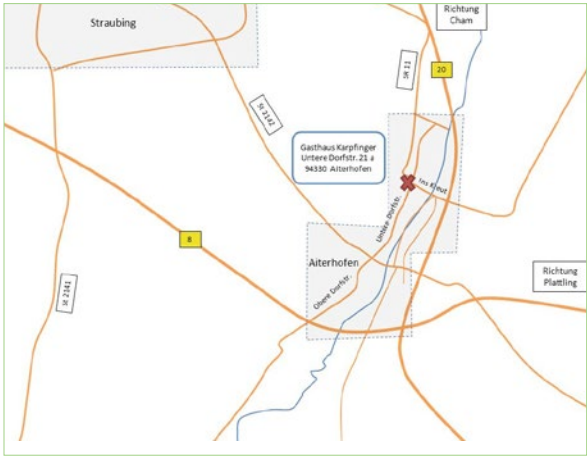 Straubing
Richtung
Cham
SR 11
20
St 2142
Gasthaus Karpfinger
Untere Dorfstr. 21 a
94330 Aiterhofen
Ins Kreut
Untere Dorfstr.
8
Aiterhofen
Obere Dorfstr.
St 2141
Richtung
Plattling